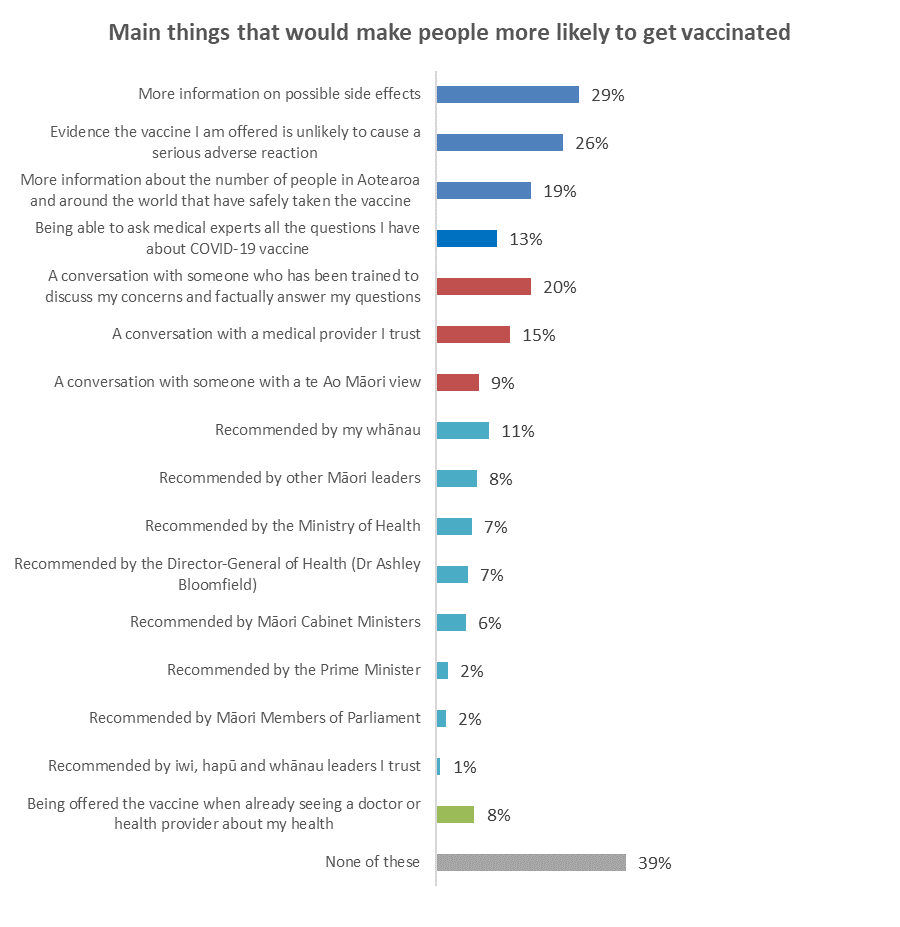 Main things that would make people more likely to get vaccinated
More information on possible side effects
29%
Evidence the vaccine I am offered is unlikely to cause a
serious adverse reaction
26%
More information about the number of people in Aotearoa
and around the world that have safely taken the vaccine
19%
Being able to ask medical experts all the questions I have
about COVID-19 vaccine
13%
A conversation with someone who has been trained to
discuss my concerns and factually answer my questions
20%
A conversation with a medical provider I trust
15%
A conversation with someone with a te Ao Māori view
9%
Recommended by my whānau
11%
Recommended by other Māori leaders
8%
Recommended by the Ministry of Health
7%
Recommended by the Director-General of Health (Dr Ashley
Bloomfield)
7%
Recommended by Māori Cabinet Ministers
6%
Recommended by the Prime Minister
2%
Recommended by Māori Members of Parliament
2%
Recommended by iwi, hapū and whānau leaders I trust
1%
Being offered the vaccine when already seeing a doctor or
health provider about my health
8%
None of these
39%